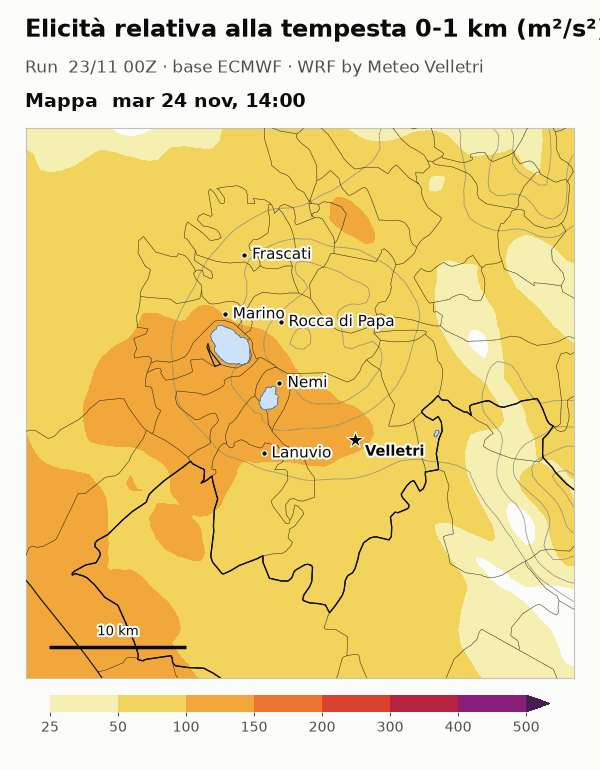 Elicità relativa alla tempesta 0-1 km (m²/s²)
Run  23/11 00Z · base ECMWF · WRF by Meteo Velletri
Mappa  mar 24 nov, 14:00
Frascati
Marino
Rocca di Papa
Nemi
Velletri
Lanuvio
10 km
25 50 100 150 200 300 400 500